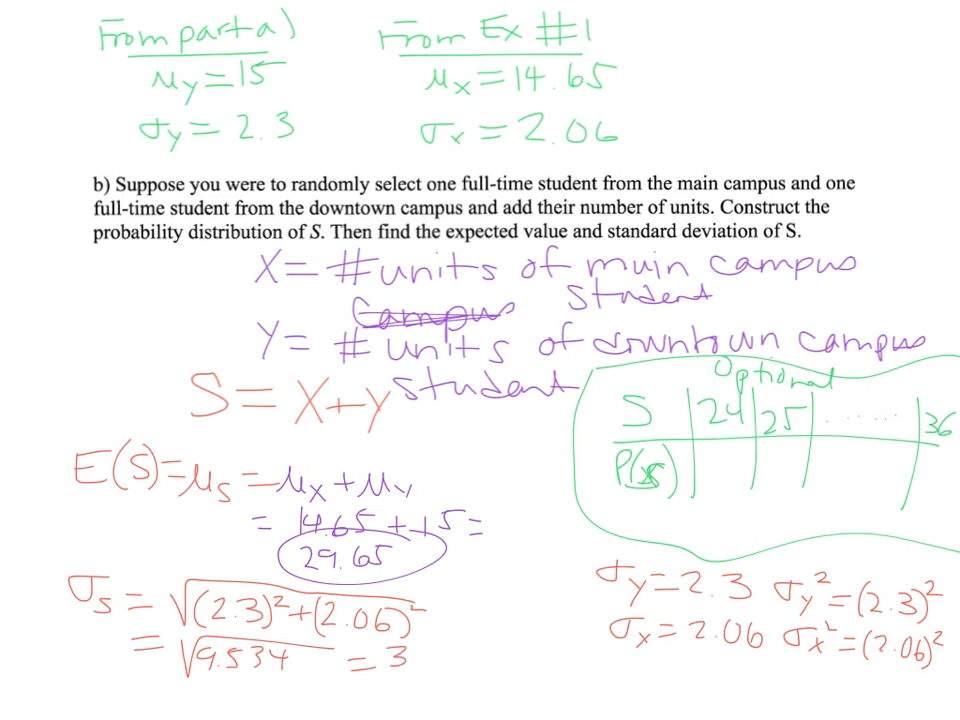 From part a)
From Ex #1
μy = 15
μx = 14.65
σy = 2.3
σx = 2.06
b) Suppose you were to randomly select one full-time student from the main campus and one
full-time student from the downtown campus and add their number of units. Construct the
probability distribution of S. Then find the expected value and standard deviation of S.
X = # units of main campus
student
Campus
Y = # units of downtown campus
student
S = X+Y
Optional
S | 24 | 25 | ...... | 36
P(S)
E(S) = μs = μx + μy
= 14.65 + 15 =
29.65
σs = √(2.3)² + (2.06)²
= √9.534 = 3
σy = 2.3 σy² = (2.3)²
σx = 2.06 σx² = (2.06)²